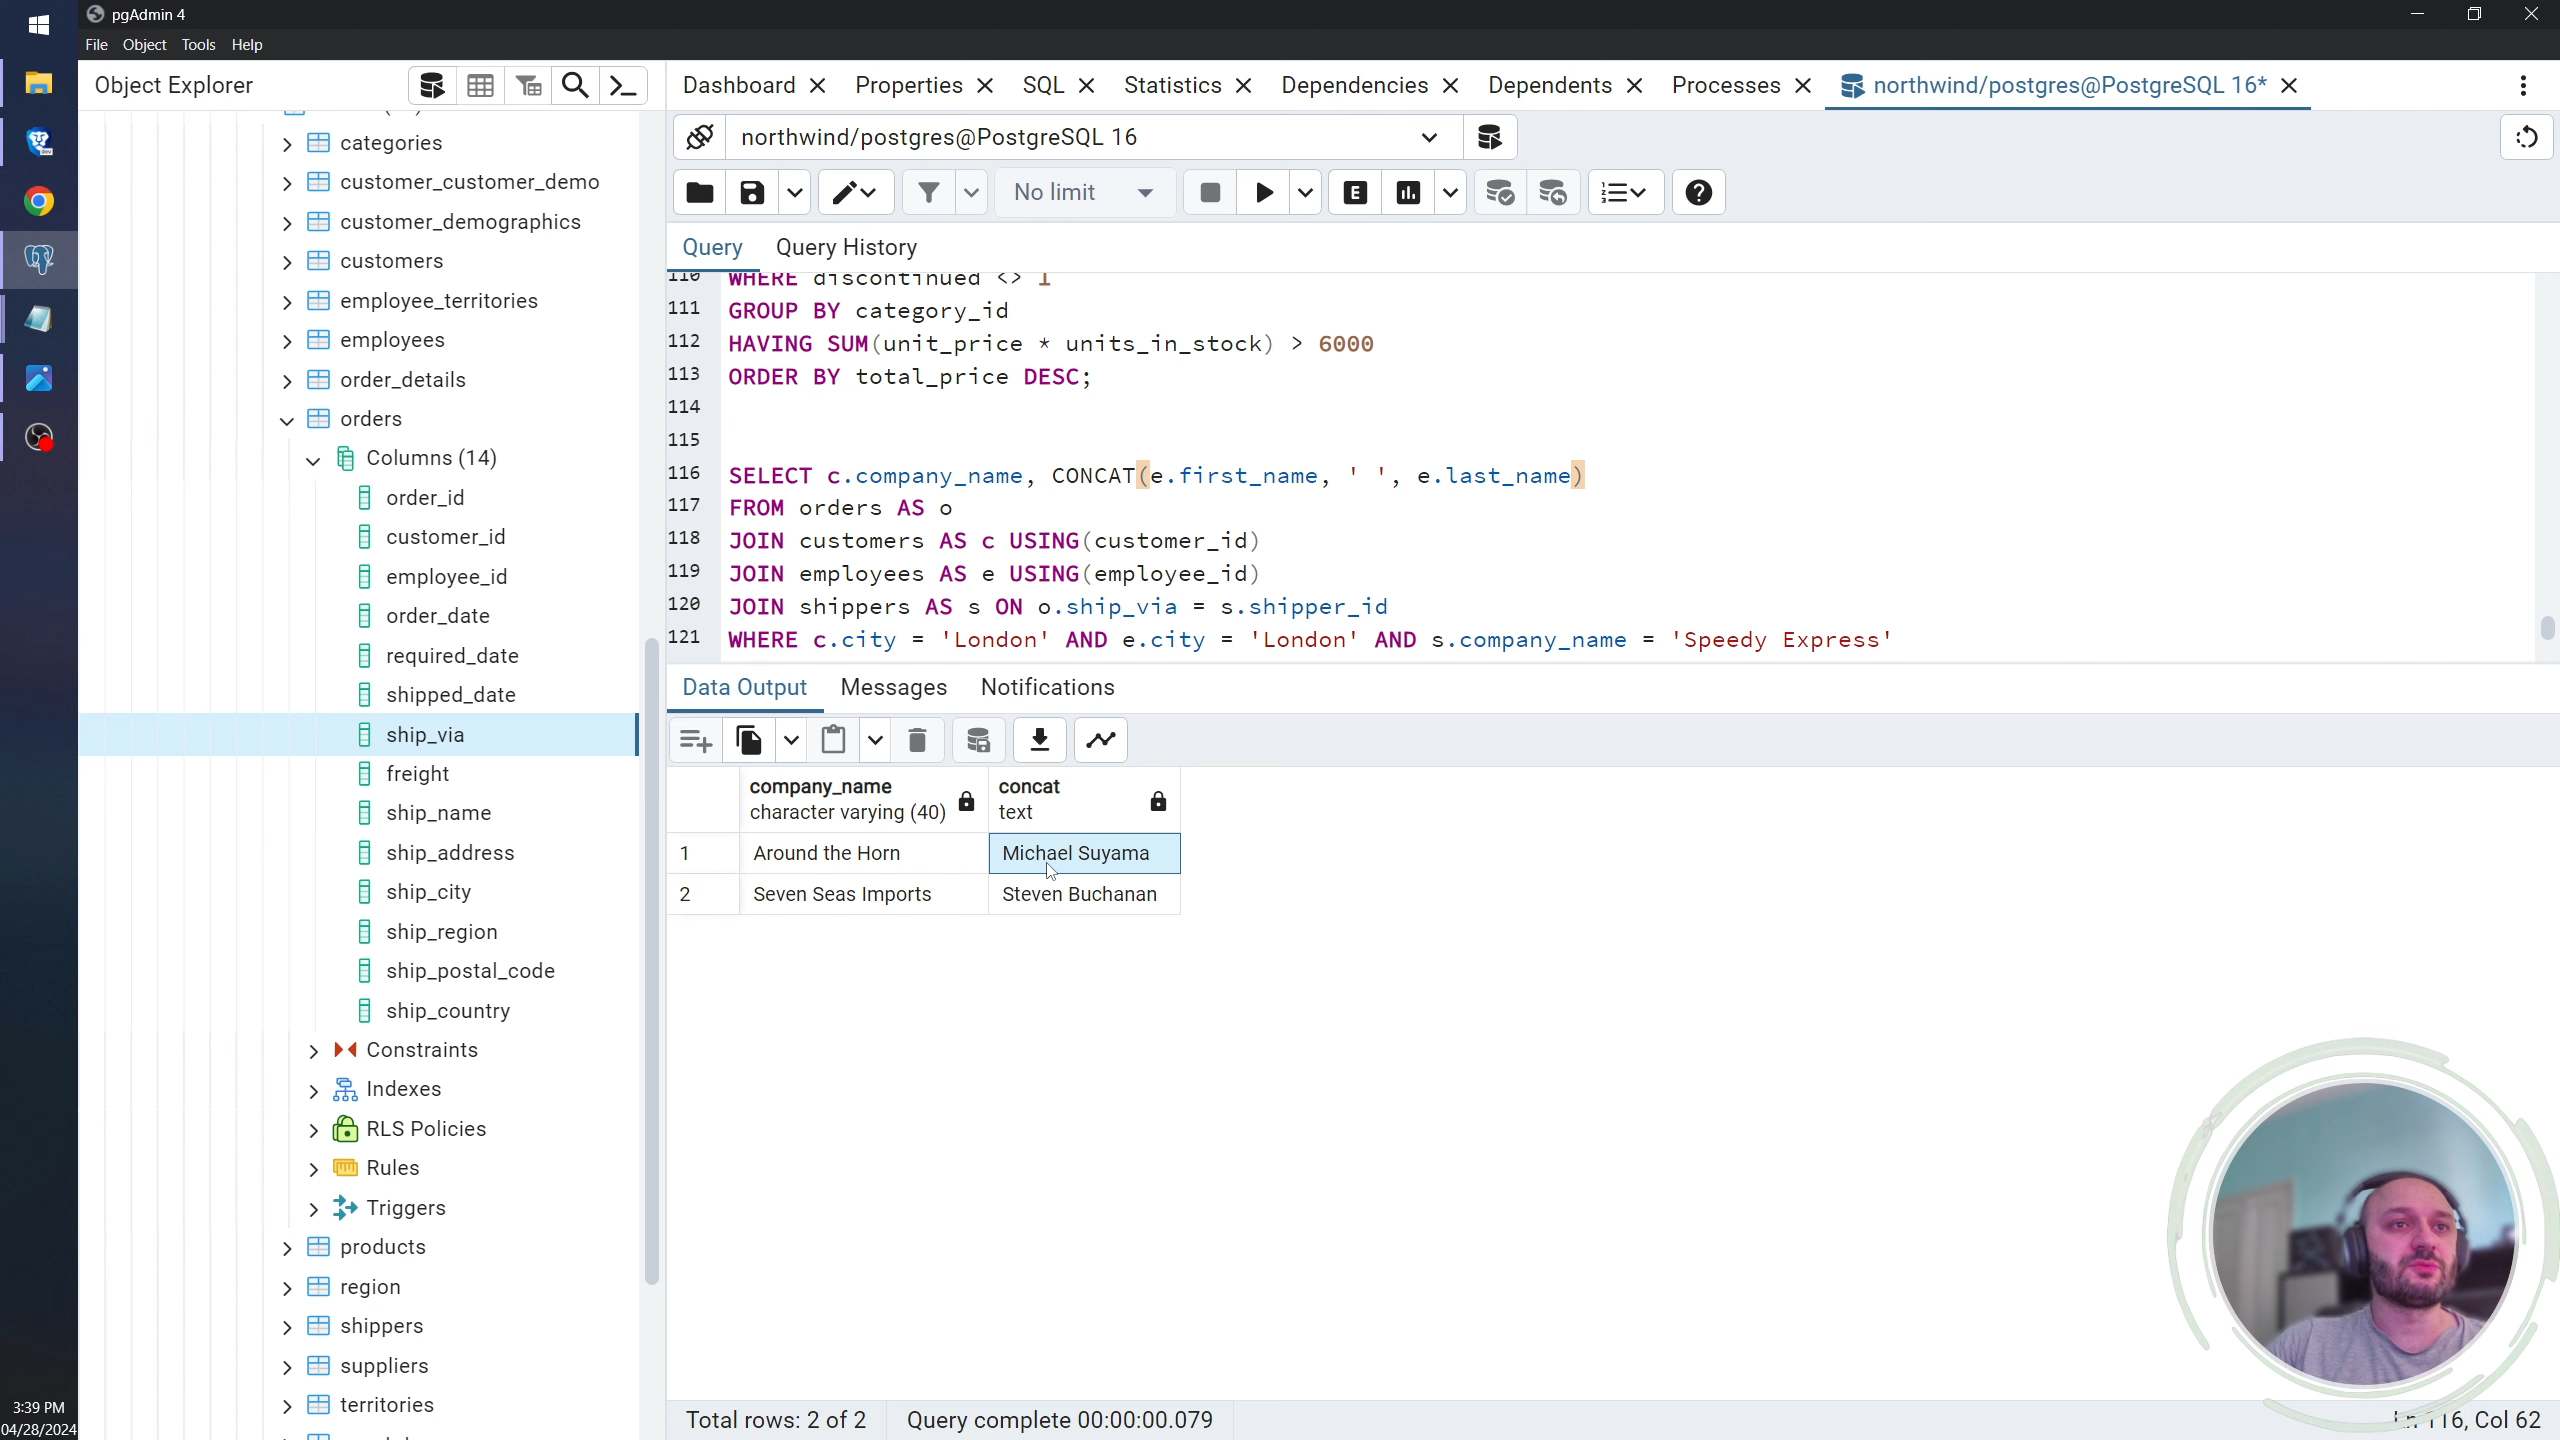 pgAdmin 4
File Object Tools Help
Object Explorer
Dashboard Properties SQL Statistics Dependencies Dependents Processes northwind/postgres@PostgreSQL 16*
northwind/postgres@PostgreSQL 16
No limit
Query Query History
categories
customer_customer_demo
customer_demographics
customers
employee_territories
employees
order_details
orders
Columns (14)
order_id
customer_id
employee_id
order_date
required_date
shipped_date
ship_via
freight
ship_name
ship_address
ship_city
ship_region
ship_postal_code
ship_country
Constraints
Indexes
RLS Policies
Rules
Triggers
products
region
shippers
suppliers
territories
110 WHERE discontinued <> 1
111 GROUP BY category_id
112 HAVING SUM(unit_price * units_in_stock) > 6000
113 ORDER BY total_price DESC;
114
115
116 SELECT c.company_name, CONCAT(e.first_name, ' ', e.last_name)
117 FROM orders AS o
118 JOIN customers AS c USING(customer_id)
119 JOIN employees AS e USING(employee_id)
120 JOIN shippers AS s ON o.ship_via = s.shipper_id
121 WHERE c.city = 'London' AND e.city = 'London' AND s.company_name = 'Speedy Express'
Data Output Messages Notifications
company_name concat
character varying (40) text
1 Around the Horn Michael Suyama
2 Seven Seas Imports Steven Buchanan
Total rows: 2 of 2 Query complete 00:00:00.079 Ln 116, Col 62
3:39 PM
04/28/2024